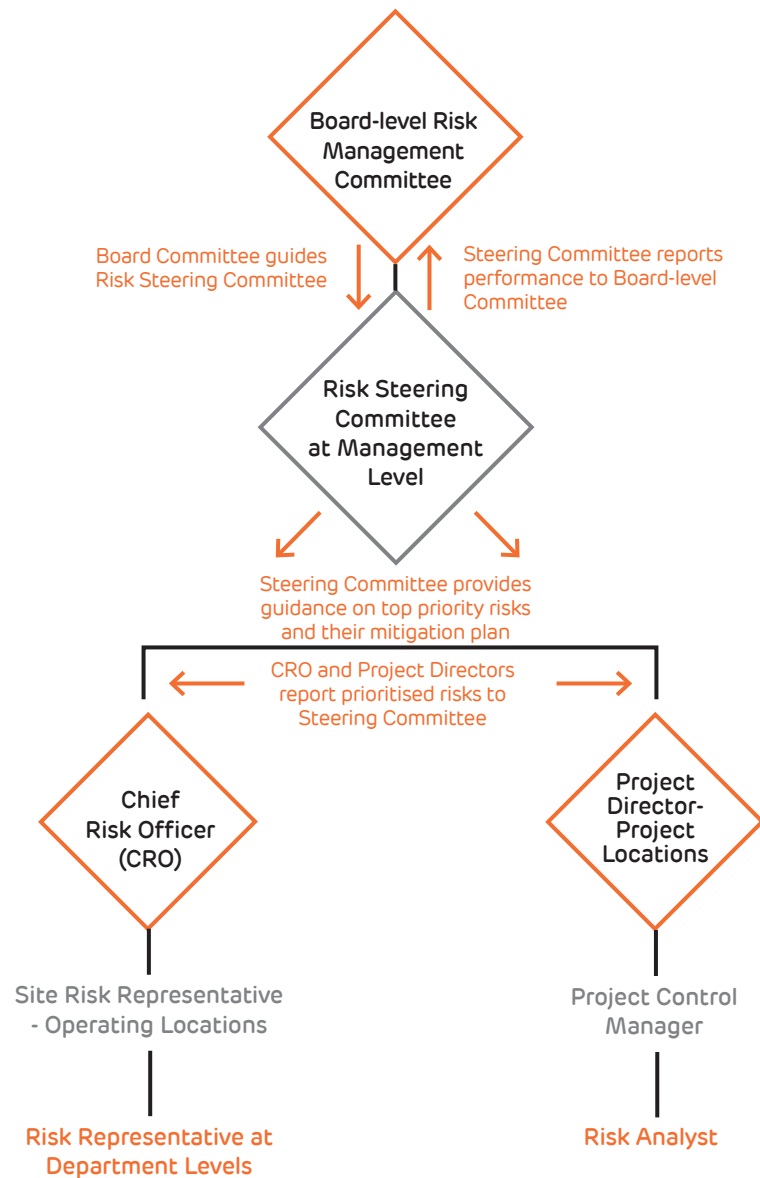 Board-level Risk
Management
Committee
Board Committee guides
Risk Steering Committee
Steering Committee reports
performance to Board-level
Committee
Risk Steering
Committee
at Management
Level
Steering Committee provides
guidance on top priority risks
and their mitigation plan
CRO and Project Directors
report prioritised risks to
Steering Committee
Chief
Risk Officer
(CRO)
Project
Director-
Project
Locations
Site Risk Representative
- Operating Locations
Project Control
Manager
Risk Representative at
Department Levels
Risk Analyst